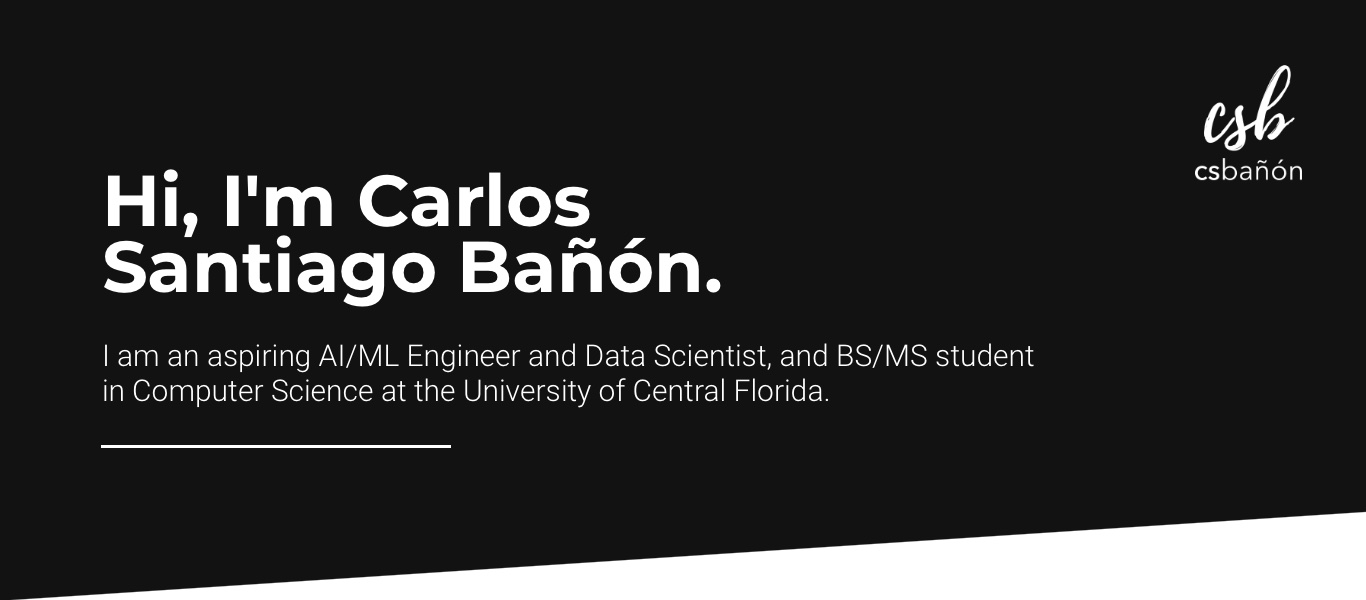 csb
csbañón
Hi, I'm Carlos
Santiago Bañón.
I am an aspiring AI/ML Engineer and Data Scientist, and BS/MS student
in Computer Science at the University of Central Florida.